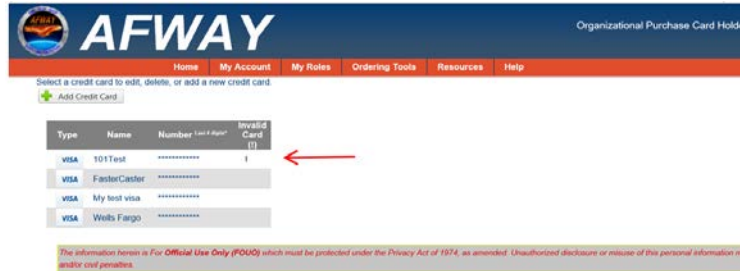 AFWAY
AFWAY
Organizational Purchase Card Hold
Home My Account My Roles Ordering Tools Resources Help
Select a credit card to edit, delete, or add a new credit card.
Add Credit Card
Type Name Number Last 4 digits* Invalid Card (!)
VISA 101Test ************ !
VISA FasterCaster ************
VISA My test visa ************
VISA Wells Fargo ************
The information herein is For Official Use Only (FOUO) which must be protected under the Privacy Act of 1974, as amended. Unauthorized disclosure or misuse of this personal information
and/or civil penalties.